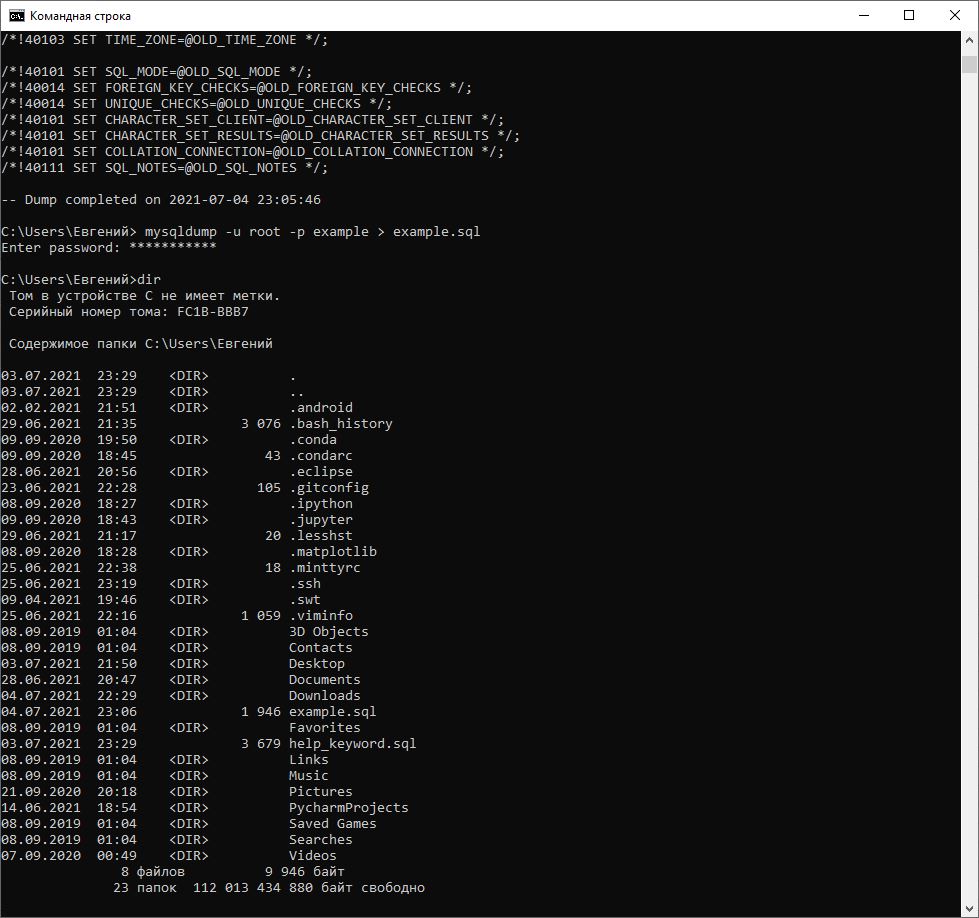 Командная строка
/*!40103 SET TIME_ZONE=@OLD_TIME_ZONE */;
/*!40101 SET SQL_MODE=@OLD_SQL_MODE */;
/*!40014 SET FOREIGN_KEY_CHECKS=@OLD_FOREIGN_KEY_CHECKS */;
/*!40014 SET UNIQUE_CHECKS=@OLD_UNIQUE_CHECKS */;
/*!40101 SET CHARACTER_SET_CLIENT=@OLD_CHARACTER_SET_CLIENT */;
/*!40101 SET CHARACTER_SET_RESULTS=@OLD_CHARACTER_SET_RESULTS */;
/*!40101 SET COLLATION_CONNECTION=@OLD_COLLATION_CONNECTION */;
/*!40111 SET SQL_NOTES=@OLD_SQL_NOTES */;
-- Dump completed on 2021-07-04 23:05:46
C:\Users\Евгений> mysqldump -u root -p example > example.sql
Enter password: ***********
C:\Users\Евгений>dir
Том в устройстве C не имеет метки.
Серийный номер тома: FC1B-BBB7
Содержимое папки C:\Users\Евгений
03.07.2021 23:29 <DIR> .
03.07.2021 23:29 <DIR> ..
02.02.2021 21:51 <DIR> .android
29.06.2021 21:35 3 076 .bash_history
09.09.2020 19:50 <DIR> .conda
09.09.2020 18:45 43 .condarc
28.06.2021 20:56 <DIR> .eclipse
23.06.2021 22:28 105 .gitconfig
08.09.2020 18:27 <DIR> .ipython
09.09.2020 18:43 <DIR> .jupyter
29.06.2021 21:17 20 .lesshst
08.09.2020 18:28 <DIR> .matplotlib
25.06.2021 22:38 18 .minttyrc
25.06.2021 23:19 <DIR> .ssh
09.04.2021 19:46 <DIR> .swt
25.06.2021 22:16 1 059 .viminfo
08.09.2019 01:04 <DIR> 3D Objects
08.09.2019 01:04 <DIR> Contacts
03.07.2021 21:50 <DIR> Desktop
28.06.2021 20:47 <DIR> Documents
04.07.2021 22:29 <DIR> Downloads
04.07.2021 23:06 1 946 example.sql
08.09.2019 01:04 <DIR> Favorites
03.07.2021 23:29 3 679 help_keyword.sql
08.09.2019 01:04 <DIR> Links
08.09.2019 01:04 <DIR> Music
21.09.2020 20:18 <DIR> Pictures
14.06.2021 18:54 <DIR> PycharmProjects
08.09.2019 01:04 <DIR> Saved Games
08.09.2019 01:04 <DIR> Searches
07.09.2020 00:49 <DIR> Videos
8 файлов 9 946 байт
23 папок 112 013 434 880 байт свободно